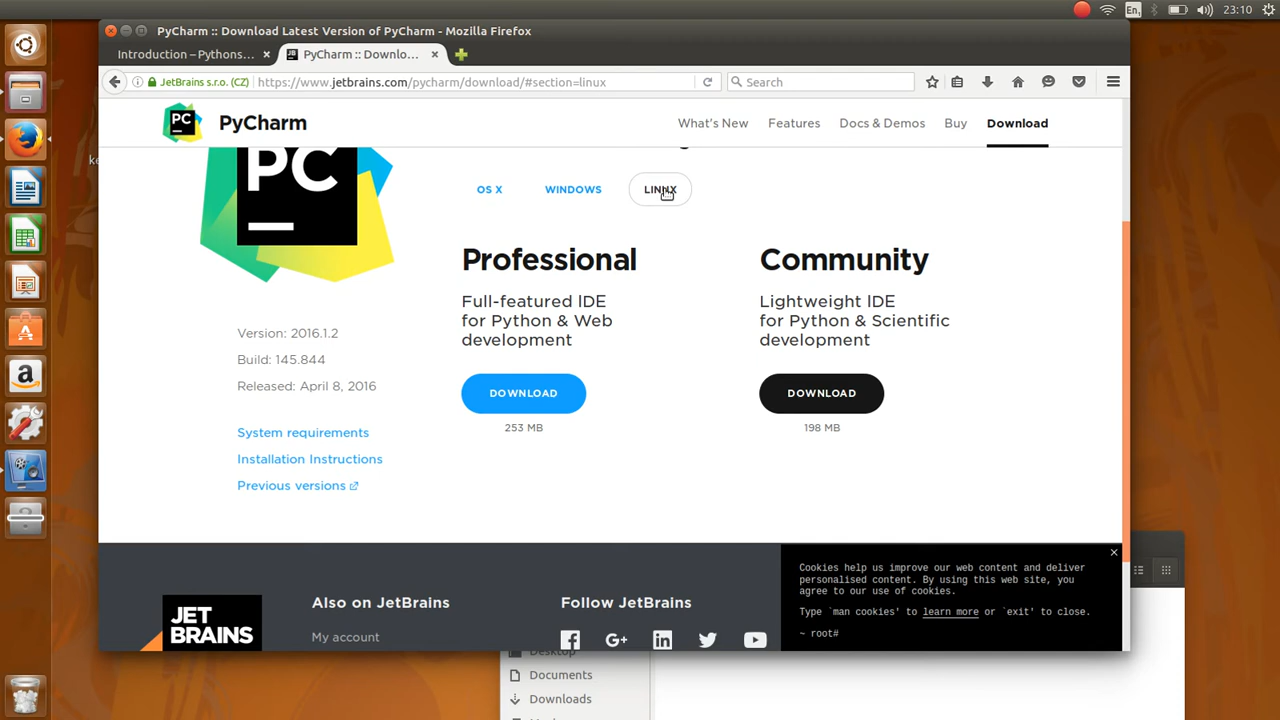 En
23:10
PyCharm :: Download Latest Version of PyCharm - Mozilla Firefox
Introduction – Pythons...
JB
PyCharm :: Downlo...
JetBrains s.r.o. (CZ)
https://www.jetbrains.com/pycharm/download/#section=linux
Search
PC
PyCharm
What's New
Features
Docs & Demos
Buy
Download
PC
OS X
WINDOWS
LINUX
Professional
Community
Full-featured IDE
for Python & Web
development
Lightweight IDE
for Python & Scientific
development
Version: 2016.1.2
Build: 145.844
Released: April 8, 2016
DOWNLOAD
DOWNLOAD
253 MB
198 MB
System requirements
Installation Instructions
Previous versions
Cookies help us improve our web content and deliver
personalised content. By using this web site, you
agree to our use of cookies.
Type `man cookies' to learn more or `exit' to close.
~ root#
JET
BRAINS
Also on JetBrains
My account
Follow JetBrains
Desktop
Documents
Downloads